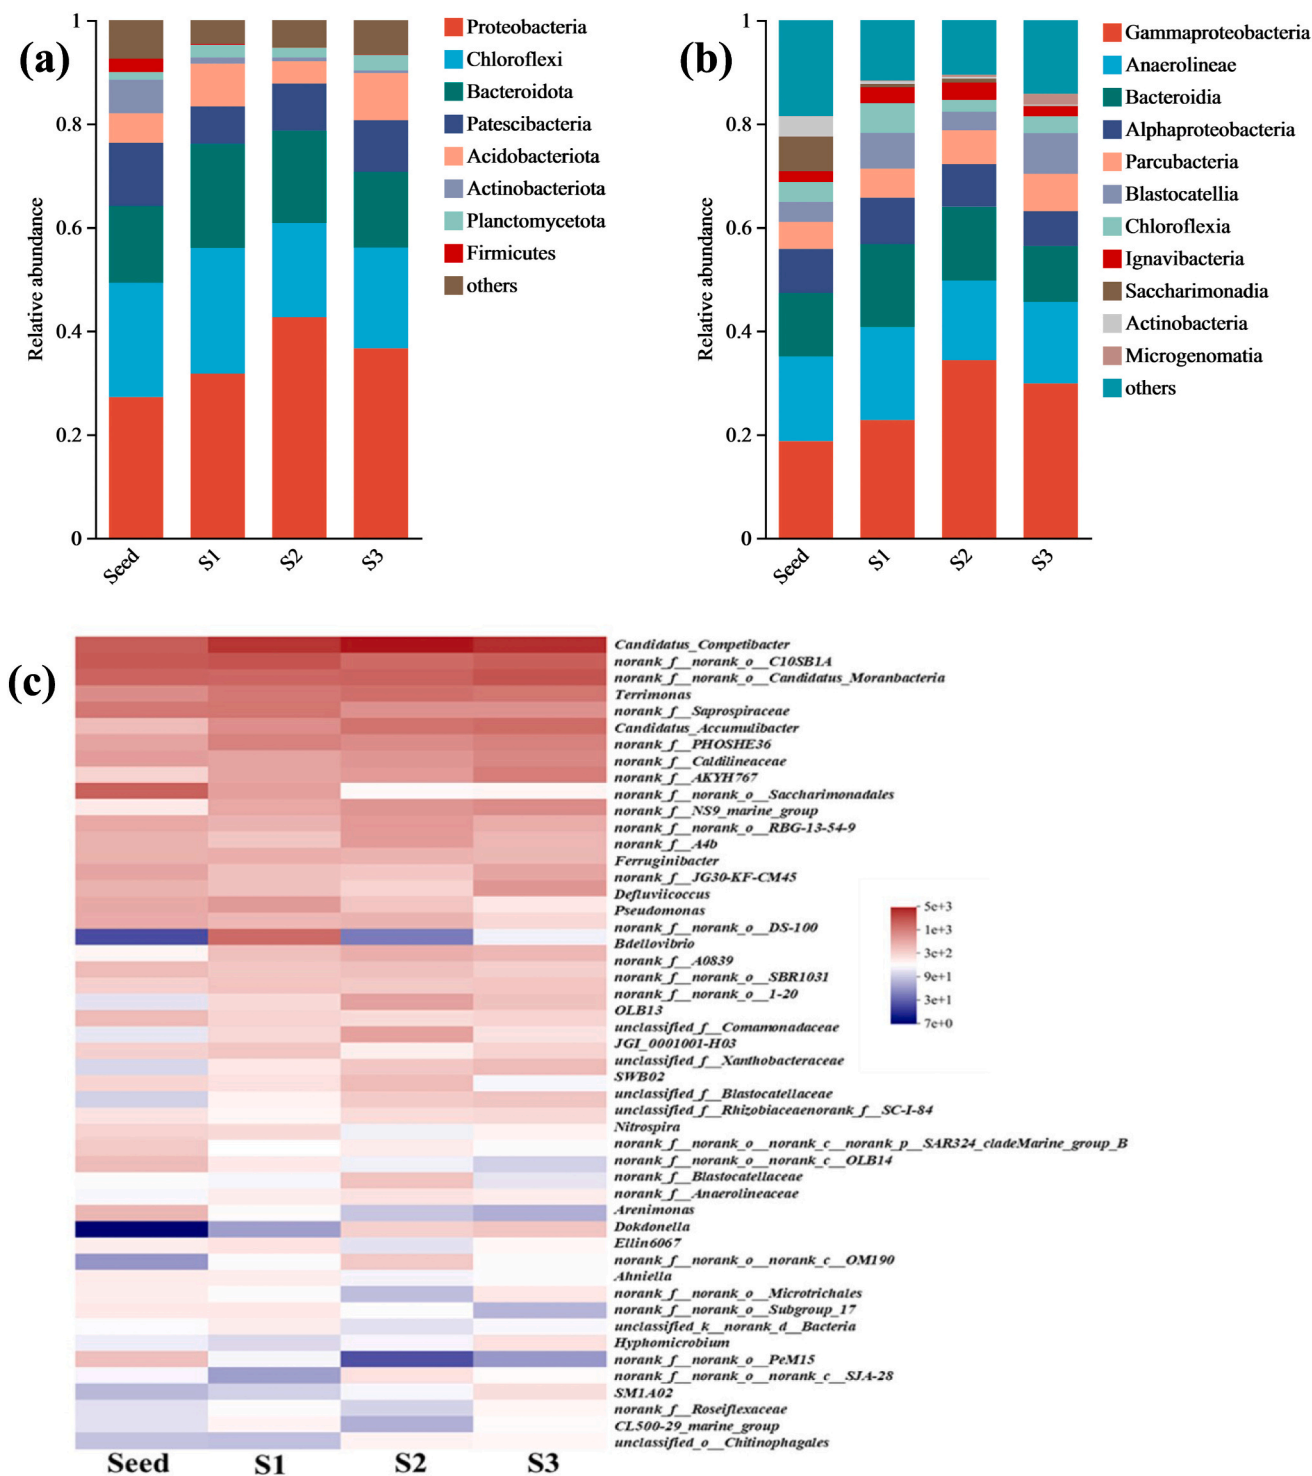 (a)
1
0.8
0.6
0.4
0.2
0
Relative abundance
Seed
S1
S2
S3
Proteobacteria
Chloroflexi
Bacteroidota
Patescibacteria
Acidobacteriota
Actinobacteriota
Planctomycetota
Firmicutes
others
(b)
1
0.8
0.6
0.4
0.2
0
Relative abundance
Seed
S1
S2
S3
Gammaproteobacteria
Anaerolineae
Bacteroidia
Alphaproteobacteria
Parcubacteria
Blastocatellia
Chloroflexia
Ignavibacteria
Saccharimonadia
Actinobacteria
Microgenomatia
others
(c)
Candidatus_Competibacter
norank_f__norank_o__C10SB1A
norank_f__norank_o__Candidatus_Moranbacteria
Terrimonas
norank_f__Saprospiraceae
Candidatus_Accumulibacter
norank_f__PHOSHE36
norank_f__Caldilineaceae
norank_f__AKYH767
norank_f__norank_o__Saccharimonadales
norank_f__NS9_marine_group
norank_f__norank_o__RBG-13-54-9
norank_f__A4b
Ferruginibacter
norank_f__JG30-KF-CM45
Defluviicoccus
Pseudomonas
norank_f__norank_o__DS-100
Bdellovibrio
norank_f__A0839
norank_f__norank_o__SBR1031
norank_f__norank_o__1-20
OLB13
unclassified_f__Comamonadaceae
JGI_0001001-H03
unclassified_f__Xanthobacteraceae
SWB02
unclassified_f__Blastocatellaceae
unclassified_f__Rhizobiaceaenorank_f__SC-I-84
Nitrospira
norank_f__norank_o__norank_c__norank_p__SAR324_cladeMarine_group_B
norank_f__norank_o__norank_c__OLB14
norank_f__Blastocatellaceae
norank_f__Anaerolineaceae
Arenimonas
Dokdonella
Ellin6067
norank_f__norank_o__norank_c__OM190
Ahniella
norank_f__norank_o__Microtrichales
norank_f__norank_o__Subgroup_17
unclassified_k__norank_d__Bacteria
Hyphomicrobium
norank_f__norank_o__PeM15
norank_f__norank_o__norank_c__SJA-28
SM1A02
norank_f__Roseiflexaceae
CL500-29_marine_group
unclassified_o__Chitinophagales
5e+3
1e+3
3e+2
9e+1
3e+1
7e+0
Seed
S1
S2
S3